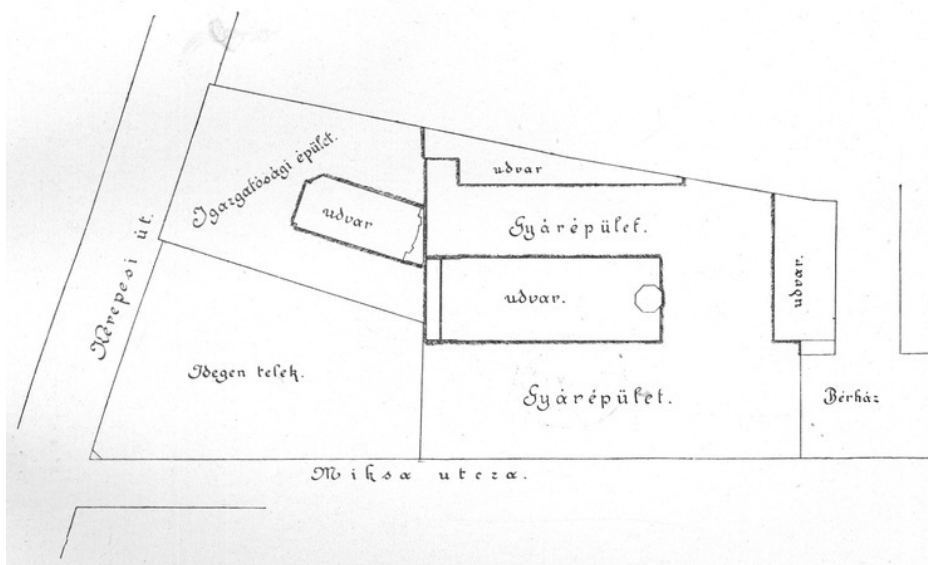 udvar
Igazgatósági épület.
udvar
Gyárépület.
Kerepesi út.
udvar.
udvar.
Idegen telek.
Gyárépület.
Bérház
Miksa utcza.